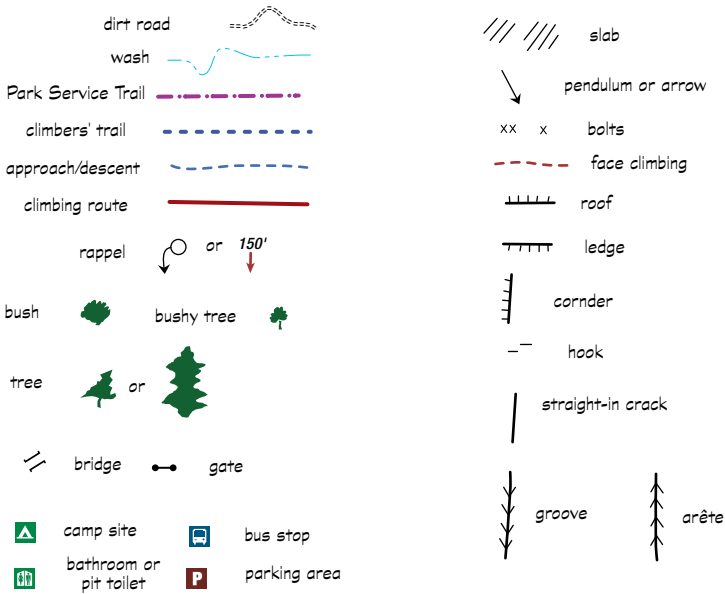 dirt road
wash
Park Service Trail
climbers' trail
approach/descent
climbing route
rappel
or
150'
bush
bushy tree
tree
or
bridge
gate
camp site
bus stop
bathroom or
pit toilet
P
parking area
slab
pendulum or arrow
xx x
bolts
face climbing
roof
ledge
cornder
hook
straight-in crack
groove
arête